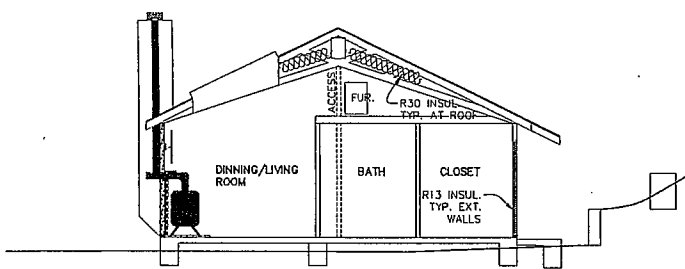 ACCESS
FUR.
R30 INSUL.
TYP. AT ROOF
DINNING/LIVING
ROOM
BATH
CLOSET
R13 INSUL.
TYP. EXT.
WALLS